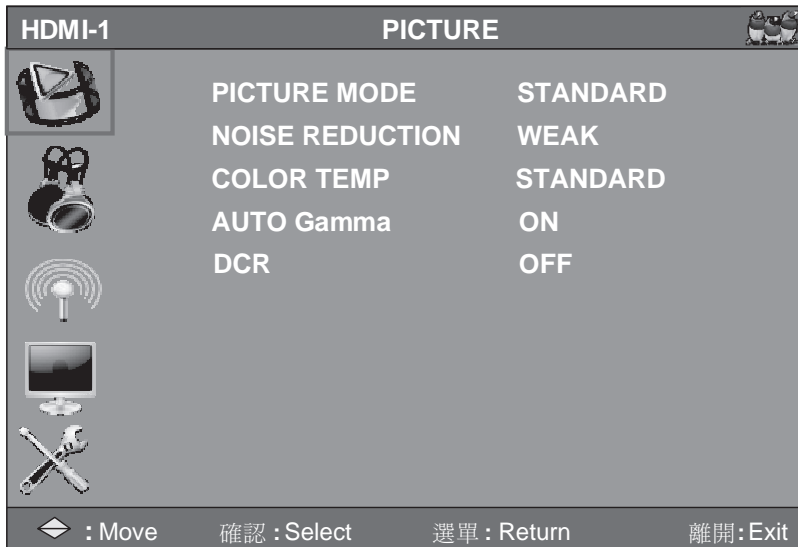 HDMI-1 PICTURE
PICTURE MODE STANDARD
NOISE REDUCTION WEAK
COLOR TEMP STANDARD
AUTO Gamma ON
DCR OFF
: Move 確認 : Select 選單 : Return 離開: Exit